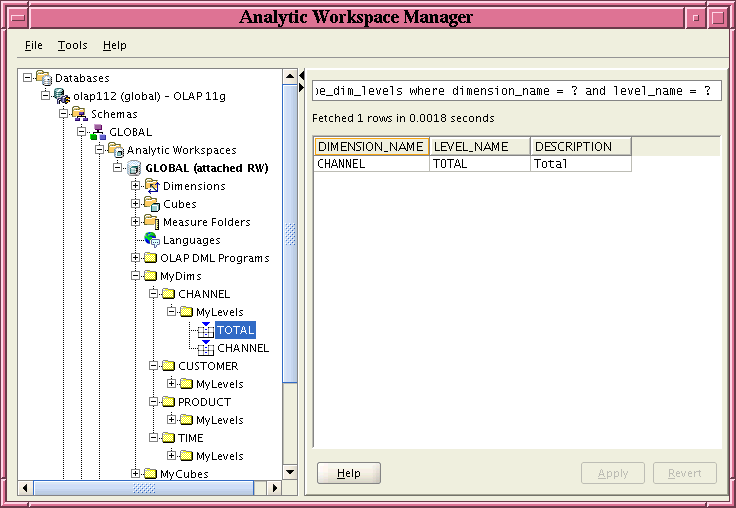 Analytic Workspace Manager
File Tools Help
Databases
olap112 (global) - OLAP 11g
Schemas
GLOBAL
Analytic Workspaces
GLOBAL (attached RW)
Dimensions
Cubes
Measure Folders
Languages
OLAP DML Programs
MyDims
CHANNEL
MyLevels
TOTAL
CHANNEL
CUSTOMER
MyLevels
PRODUCT
MyLevels
TIME
MyLevels
MyCubes
_dim_levels where dimension_name = ? and level_name = ?
Fetched 1 rows in 0.0018 seconds
DIMENSION_NAME LEVEL_NAME DESCRIPTION
CHANNEL TOTAL Total
Help Apply Revert